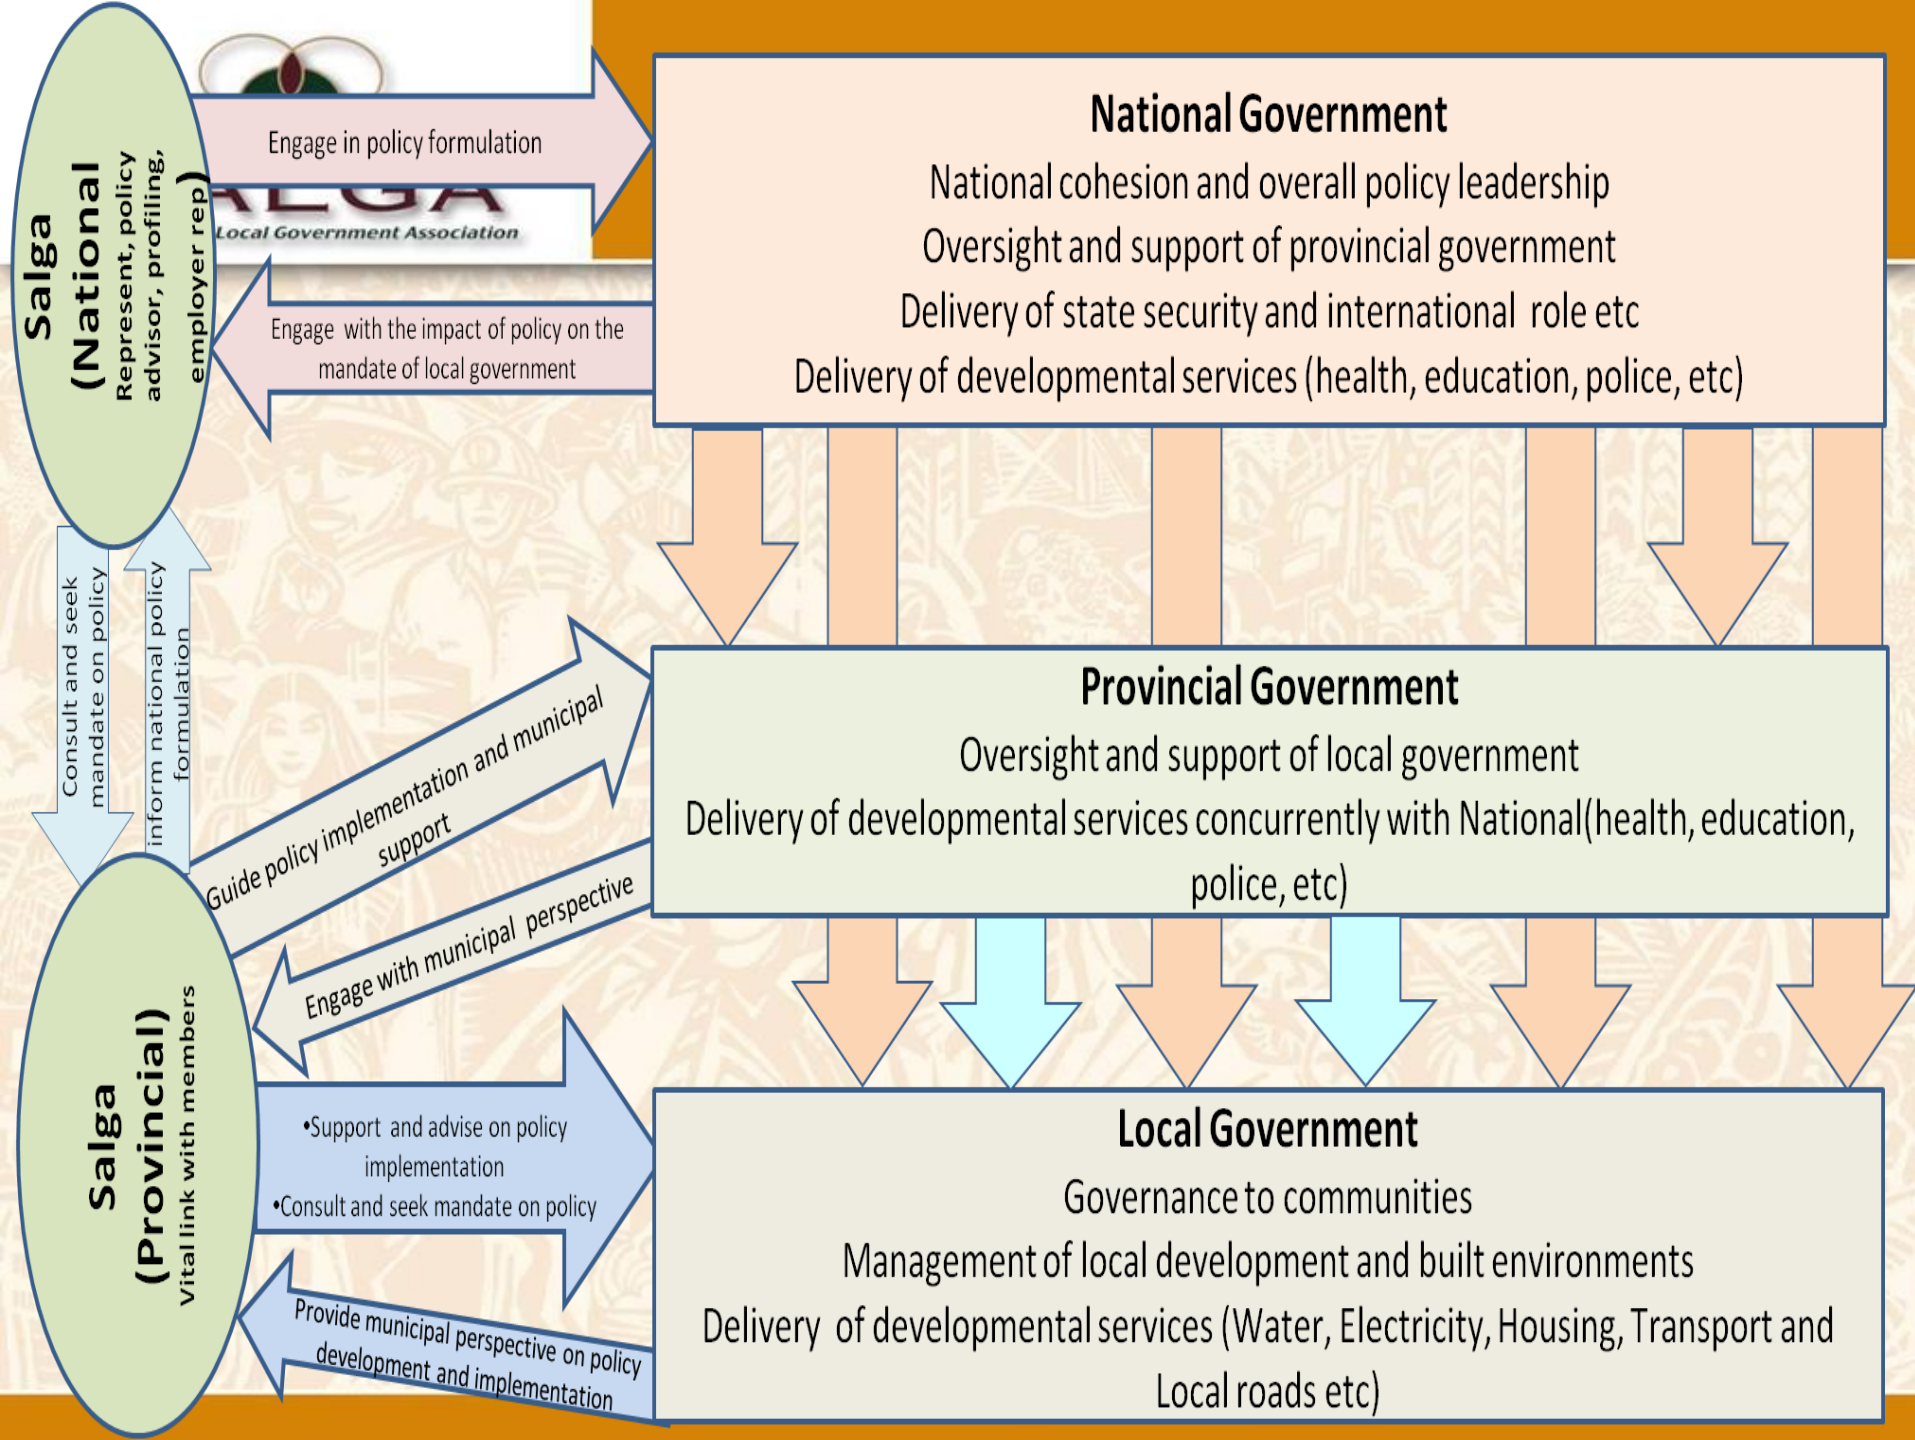 Salga
(National
Represent, policy
advisor, profiling,
employer rep)
Engage in policy formulation
Local Government Association
Engage with the impact of policy on the
mandate of local government
National Government
National cohesion and overall policy leadership
Oversight and support of provincial government
Delivery of state security and international role etc
Delivery of developmental services (health, education, police, etc)
Consult and seek
mandate on policy
inform national policy
formulation
Guide policy implementation and municipal
support
Engage with municipal perspective
Provincial Government
Oversight and support of local government
Delivery of developmental services concurrently with National(health, education,
police, etc)
Salga
(Provincial)
Vital link with members
•Support and advise on policy
implementation
•Consult and seek mandate on policy
Provide municipal perspective on policy
development and implementation
Local Government
Governance to communities
Management of local development and built environments
Delivery of developmental services (Water, Electricity, Housing, Transport and
Local roads etc)